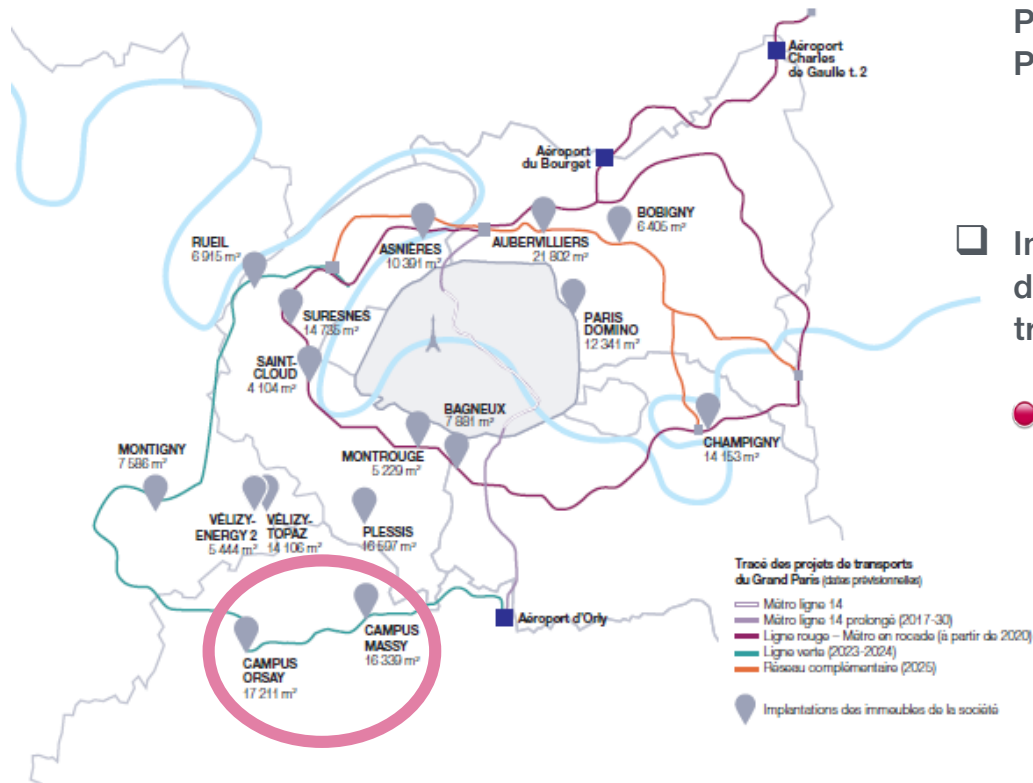 P
P
Aéroport
Charles
de Gaulle t. 2
Aéroport
du Bourget
BOBIGNY
6 405 m²
RUEIL
6 915 m²
ASNIÈRES
10 391 m²
AUBERVILLIERS
21 802 m²
❑ In
d
tr
SURESNES
14 735 m²
PARIS
DOMINO
12 341 m²
SAINT-
CLOUD
4 104 m²
BAGNEUX
7 881 m²
MONTROUGE
5 229 m²
CHAMPIGNY
14 153 m²
MONTIGNY
7 586 m²
VÉLIZY-
ENERGY 2
5 444 m²
VÉLIZY-
TOPAZ
14 106 m²
PLESSIS
16 597 m²
Tracé des projets de transports
du Grand Paris (dates prévisionnelles)
Métro ligne 14
Métro ligne 14 prolongé (2017-30)
Ligne rouge – Métro en rocade (à partir de 2020)
Ligne verte (2023-2024)
Réseau complémentaire (2025)
Implantations des immeubles de la société
Aéroport d'Orly
CAMPUS
MASSY
16 339 m²
CAMPUS
ORSAY
17 211 m²